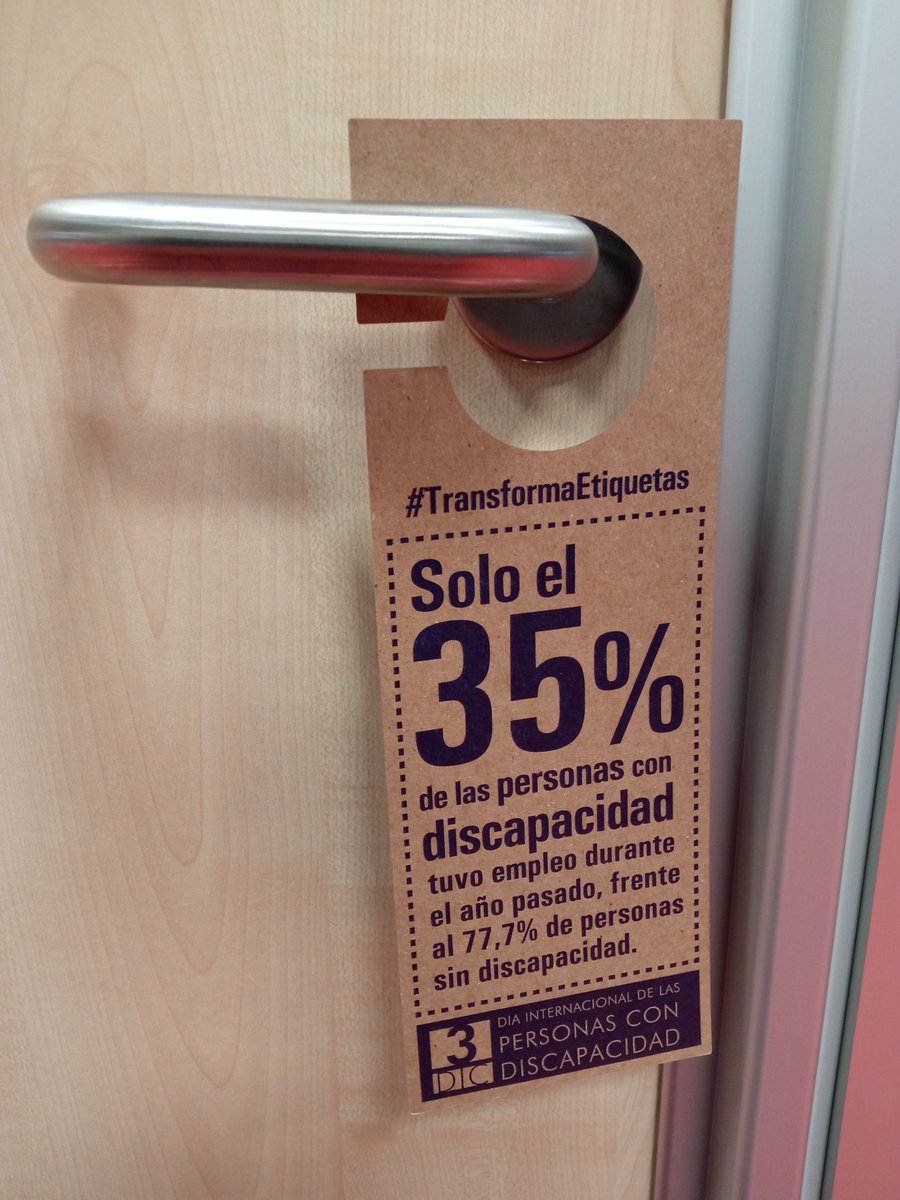 #TransformaEtiquetas
Solo el
35%
de las personas con
discapacidad
tuvo empleo durante
el año pasado, frente
al 77,7% de personas
sin discapacidad.
3
DIC
DIA INTERNACIONAL DE LAS
PERSONAS CON
DISCAPACIDAD